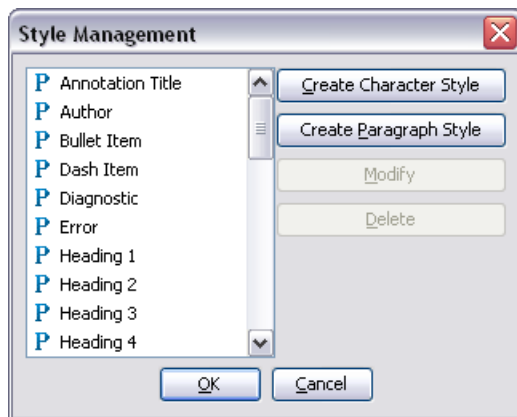 Style Management
P Annotation Title
P Author
P Bullet Item
P Dash Item
P Diagnostic
P Error
P Heading 1
P Heading 2
P Heading 3
P Heading 4
Create Character Style
Create Paragraph Style
Modify
Delete
OK
Cancel